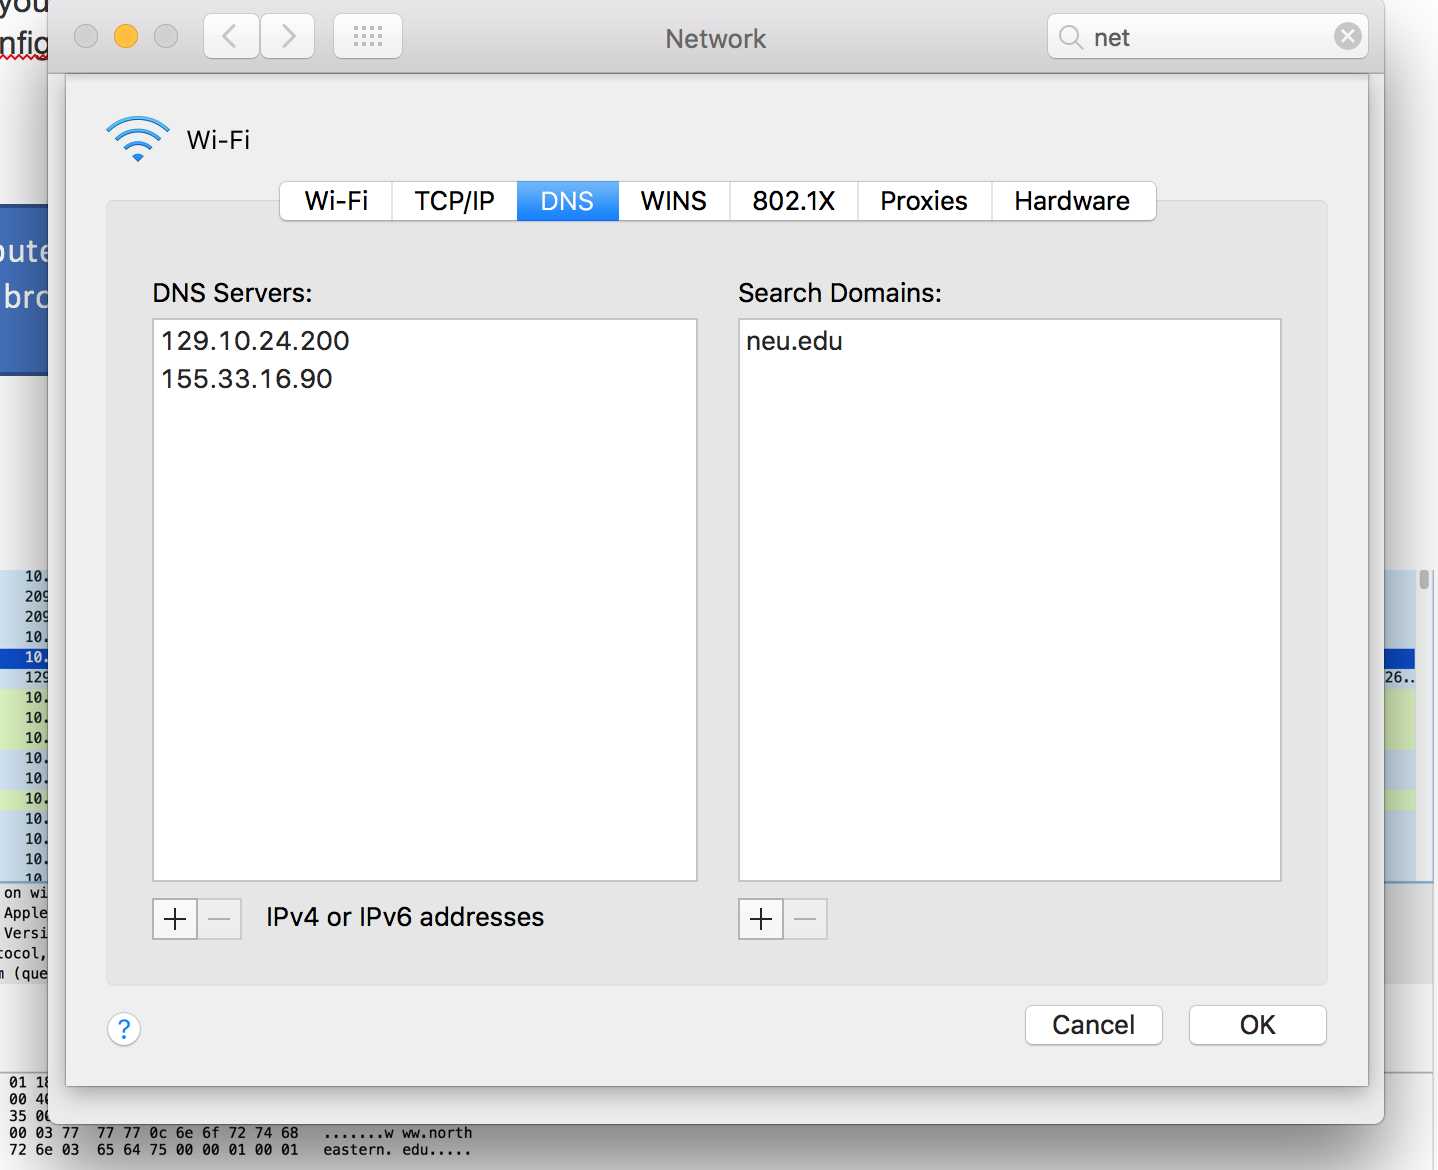 you
nfig
Network
net
Wi-Fi
Wi-Fi TCP/IP DNS WINS 802.1X Proxies Hardware
oute
bro
DNS Servers:
Search Domains:
129.10.24.200
155.33.16.90
neu.edu
10.
209
209
10.
10.
129
26..
10.
10.
10.
10.
10.
10.
10.
10.
10.
10
on wi
Apple
Versi
tocol,
m (que
IPv4 or IPv6 addresses
?
Cancel OK
01 18
00 40
35 00
00 03 77 77 77 0c 6e 6f 72 74 68 .......w ww.north
72 6e 03 65 64 75 00 00 01 00 01 eastern. edu.....